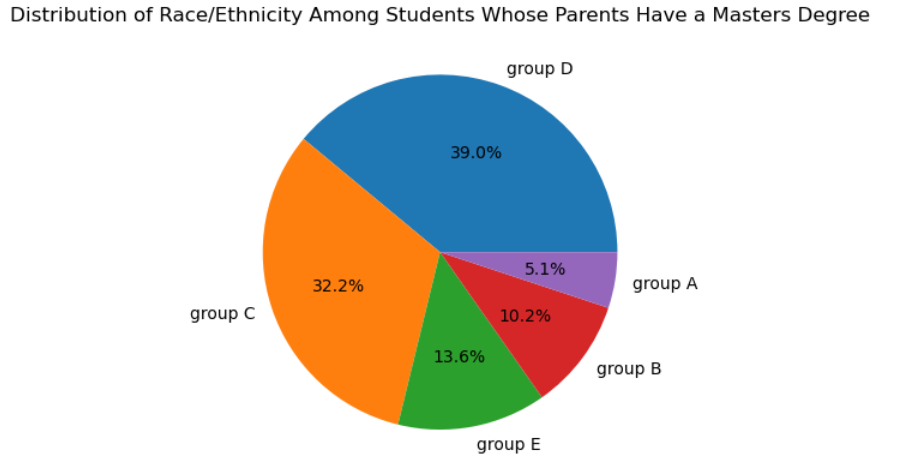 Distribution of Race/Ethnicity Among Students Whose Parents Have a Masters Degree
group D
39.0%
32.2%
group C
5.1%
group A
10.2%
group B
13.6%
group E